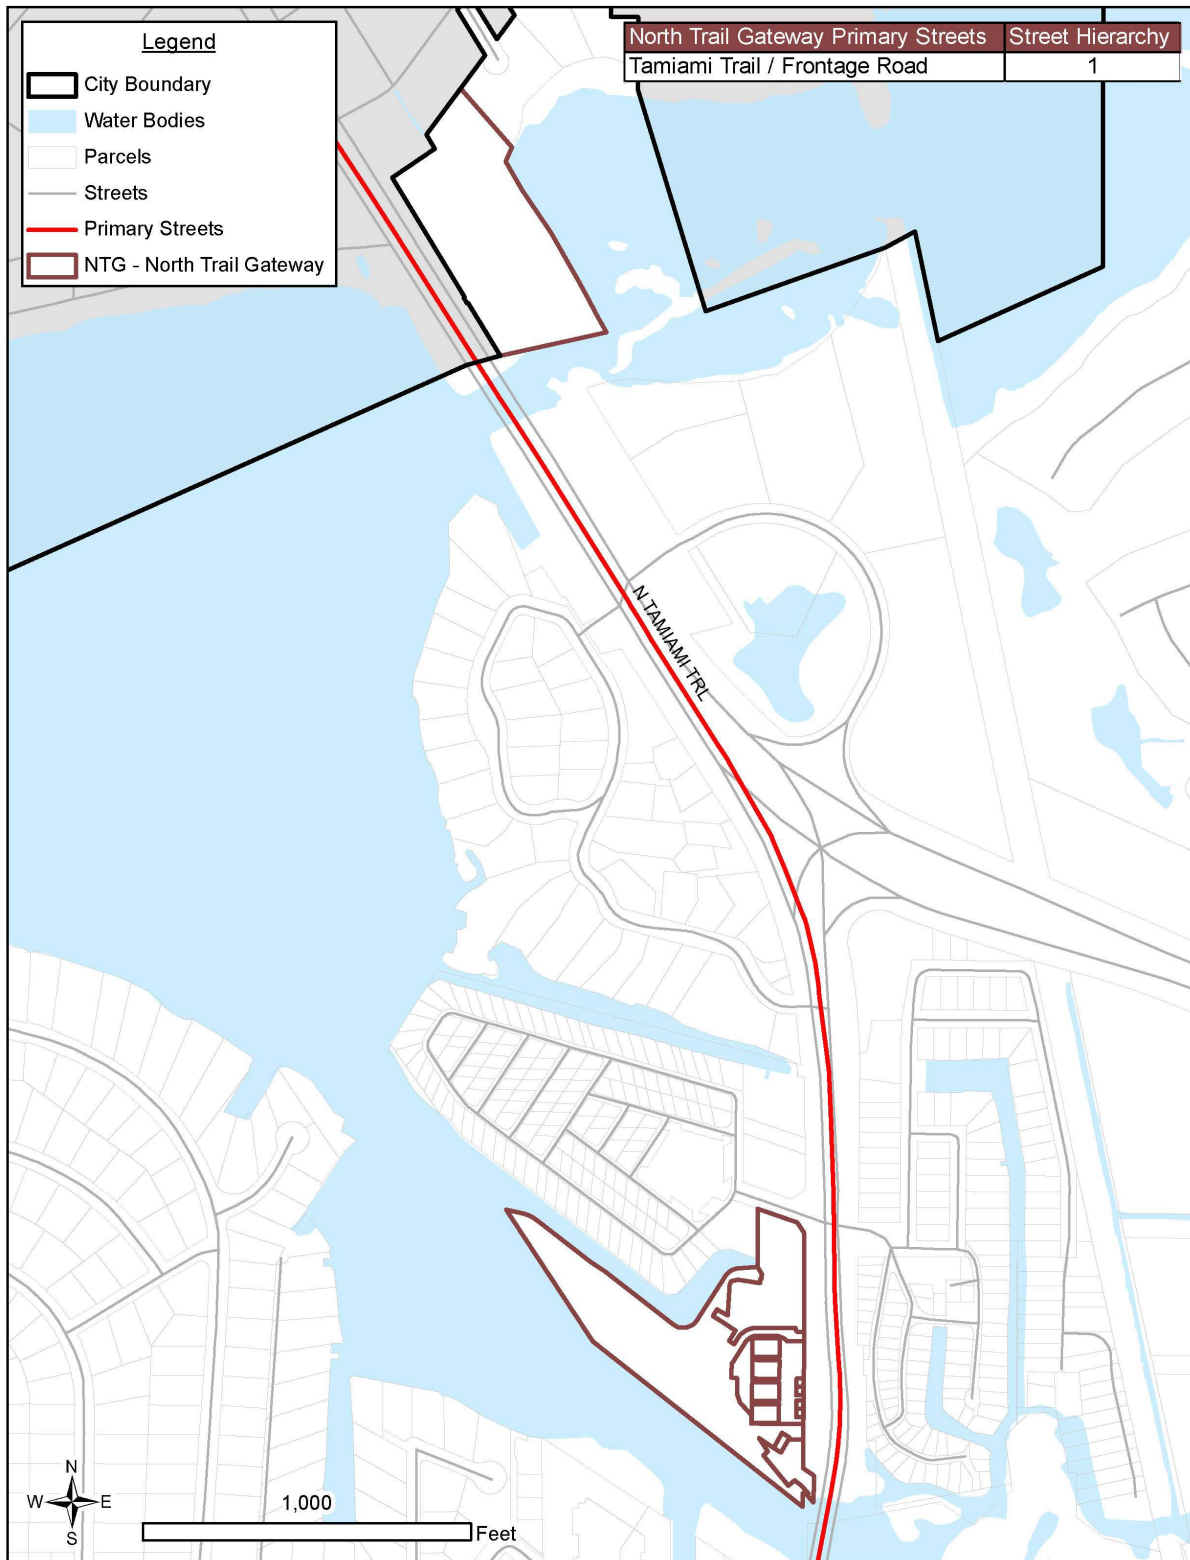 Legend
City Boundary
Water Bodies
Parcels
Streets
Primary Streets
NTG - North Trail Gateway
North Trail Gateway Primary Streets Street Hierarchy
Tamiami Trail / Frontage Road 1
N TAMIAMI TRL
N
W E
S
1,000
Feet